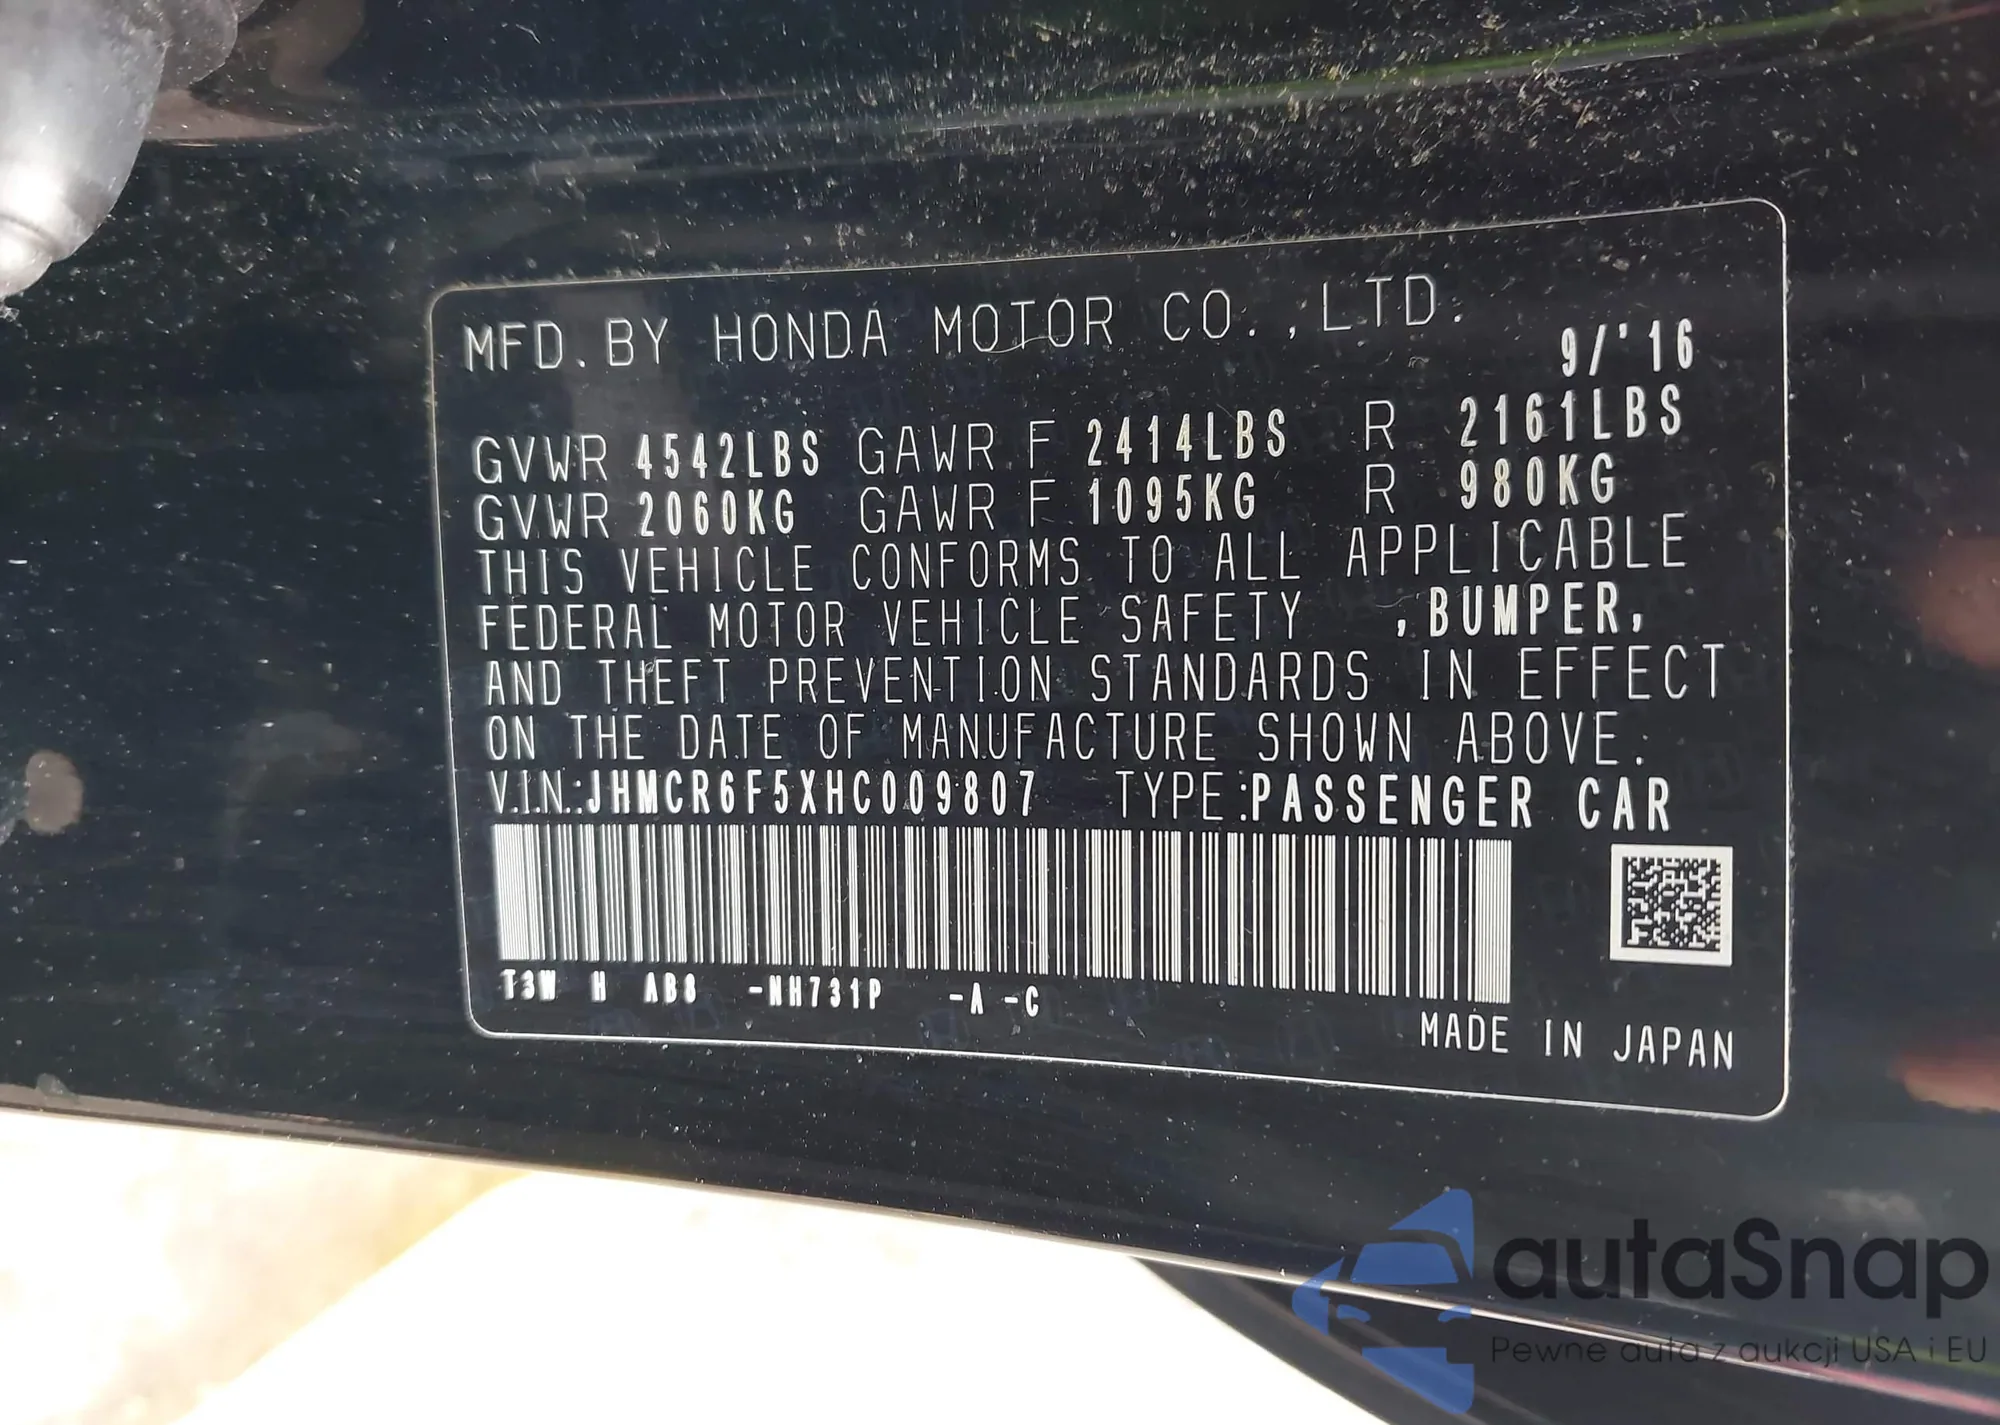 MFD. BY HONDA MOTOR CO., LTD.
9/'16
GVWR 4542LBS GAWR F 2414LBS R 2161LBS
GVWR 2060KG GAWR F 1095KG R 980KG
THIS VEHICLE CONFORMS TO ALL APPLICABLE
FEDERAL MOTOR VEHICLE SAFETY ,BUMPER,
AND THEFT PREVENTION STANDARDS IN EFFECT
ON THE DATE OF MANUFACTURE SHOWN ABOVE.
V.I.N.:JHMCR6F5XHC009807 TYPE:PASSENGER CAR
T3W H AB8 -NH731P -A -C
MADE IN JAPAN
autaSnap
Pewne auta z aukcji USA i EU